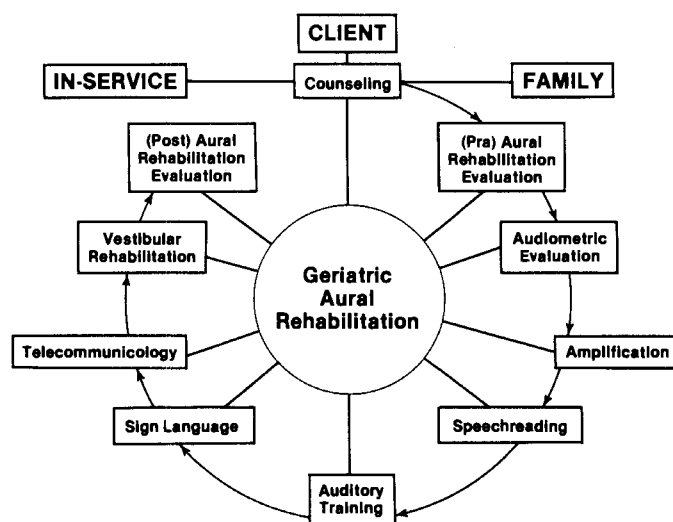 CLIENT
IN-SERVICE
Counseling
FAMILY
(Post) Aural
Rehabilitation
Evaluation
(Pra) Aural
Rehabilitation
Evaluation
Vestibular
Rehabilitation
Audiometric
Evaluation
Geriatric
Aural
Rehabilitation
Telecommunicology
Amplification
Sign Language
Speechreading
Auditory
Training